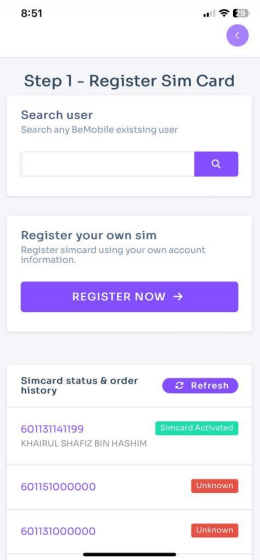 8:51
29
Step 1 - Register Sim Card
Search user
Search any BeMobile existsing user
Register your own sim
Register simcard using your own account
information.
REGISTER NOW →
Simcard status & order
history
Refresh
601131141199
Simcard Activated
KHAIRUL SHAFIZ BIN HASHIM
601151000000
Unknown
601131000000
Unknown